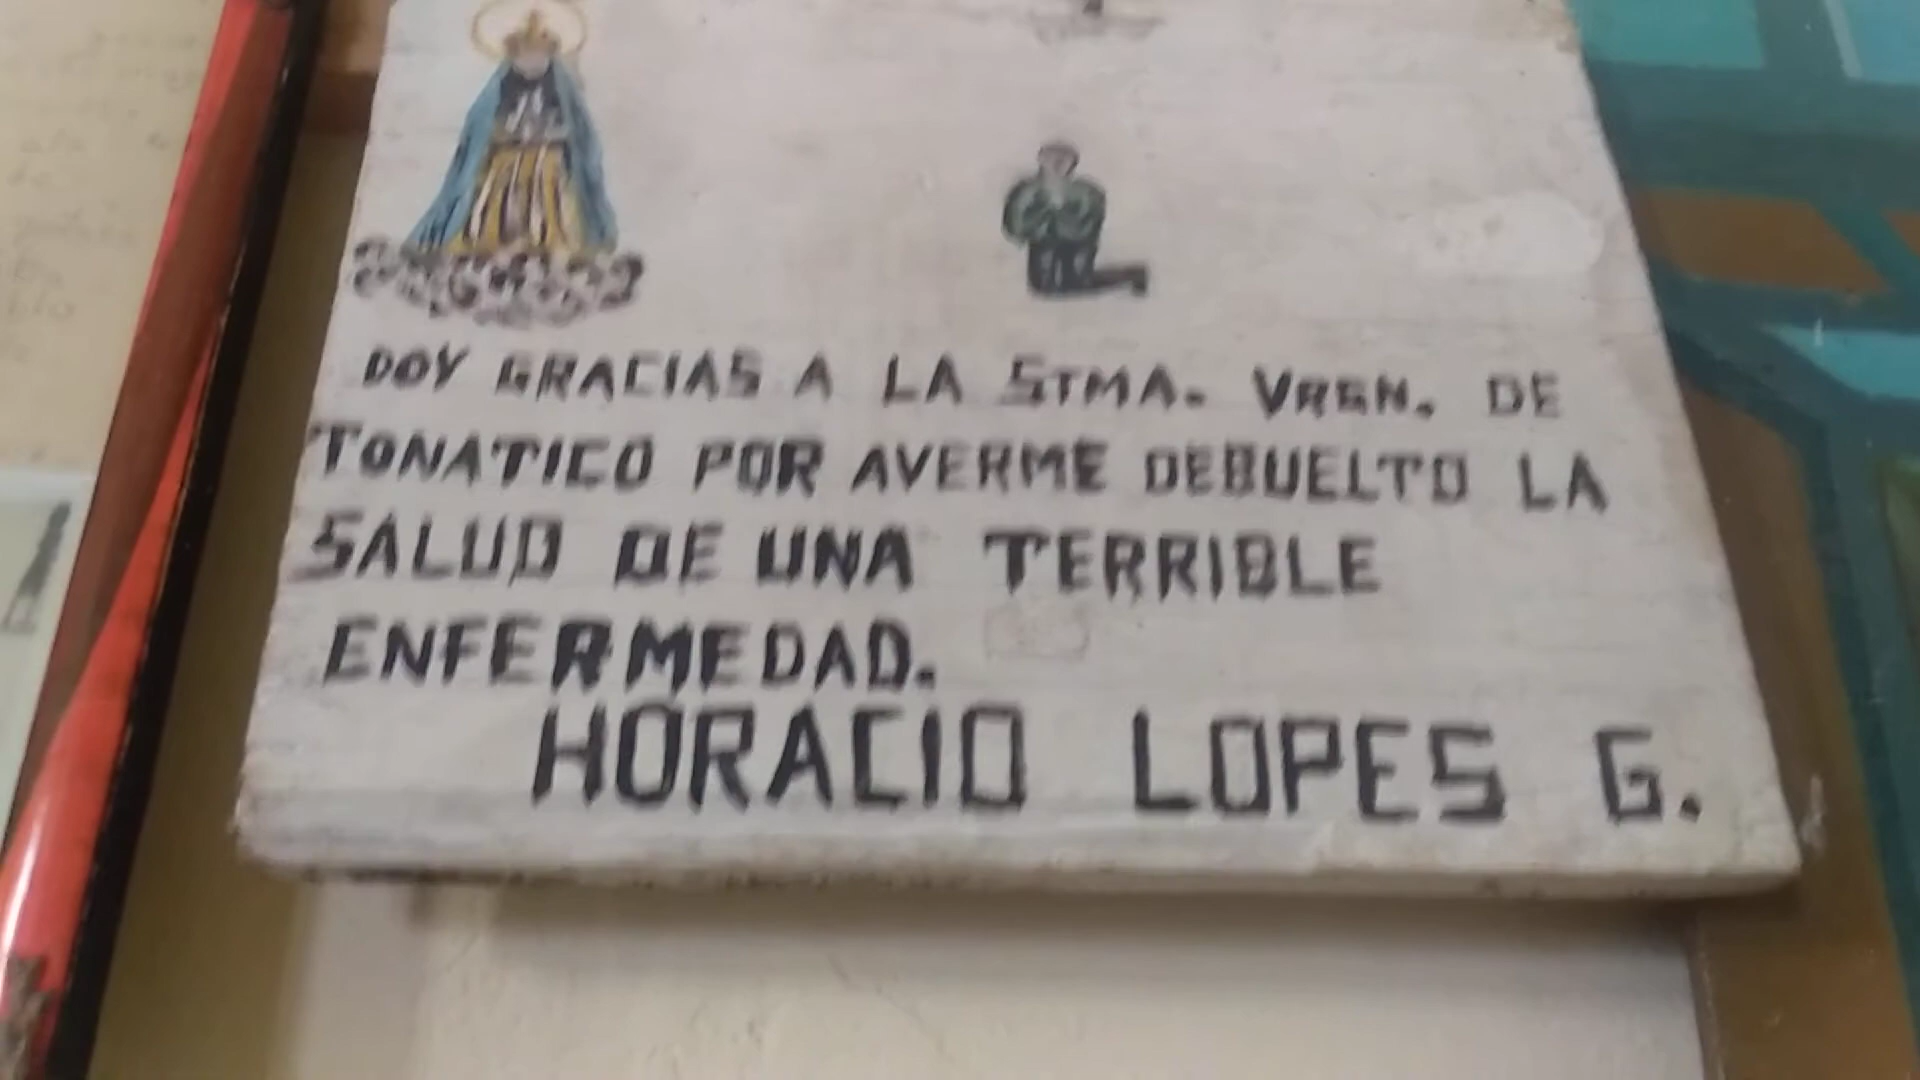 DOY GRACIAS A LA STMA. VRGN. DE
TONATICO POR AVERME DEBUELTO LA
SALUD DE UNA TERRIBLE
ENFERMEDAD.
HORACIO LOPES G.